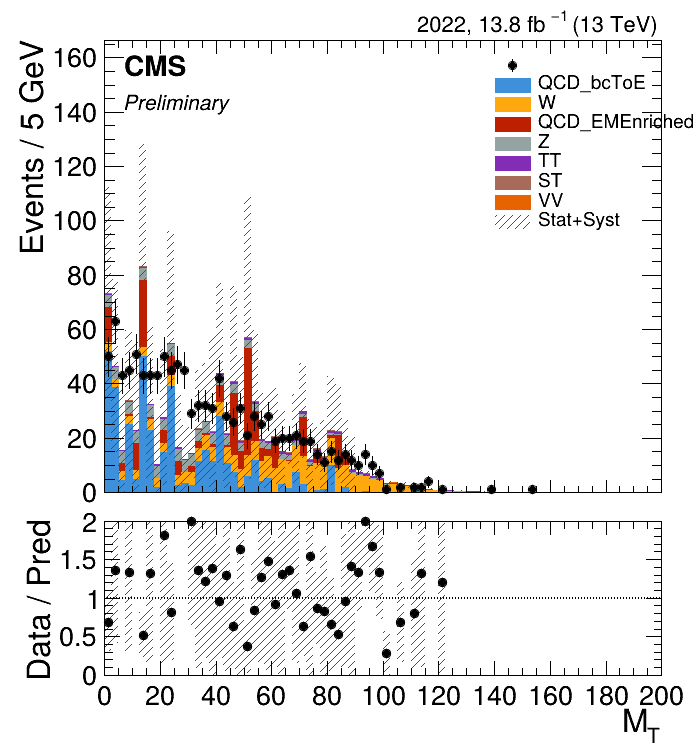 2022, 13.8 fb⁻¹ (13 TeV)
Events / 5 GeV
160
140
120
100
80
60
40
20
0
CMS
Preliminary
QCD_bcToE
W
QCD_EMEnriched
Z
TT
ST
VV
Stat+Syst
Data / Pred
2
1.5
1
0.5
0
0 20 40 60 80 100 120 140 160 180 200
M_T